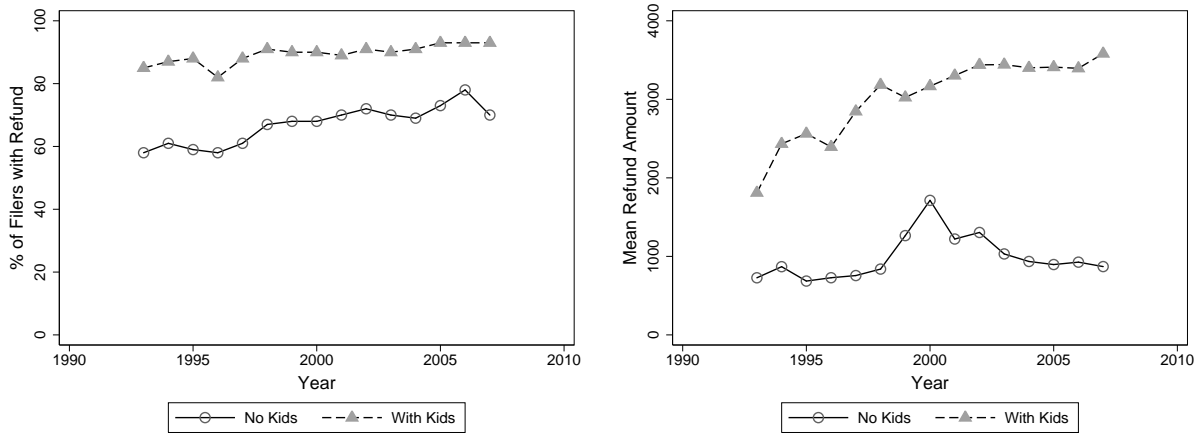 % of Filers with Refund
100
80
60
40
20
0
1990 1995 2000 2005 2010
Year
No Kids With Kids
Mean Refund Amount
4000
3000
2000
1000
0
1990 1995 2000 2005 2010
Year
No Kids With Kids